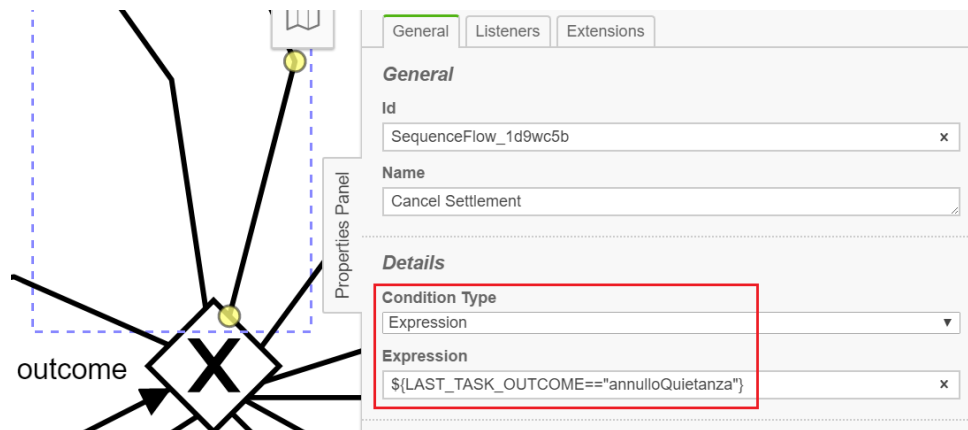 General
Listeners
Extensions
General
Id
SequenceFlow_1d9wc5b
x
Name
Cancel Settlement
Properties Panel
Details
Condition Type
Expression
Expression
${LAST_TASK_OUTCOME=="annulloQuietanza"}
x
outcome
X